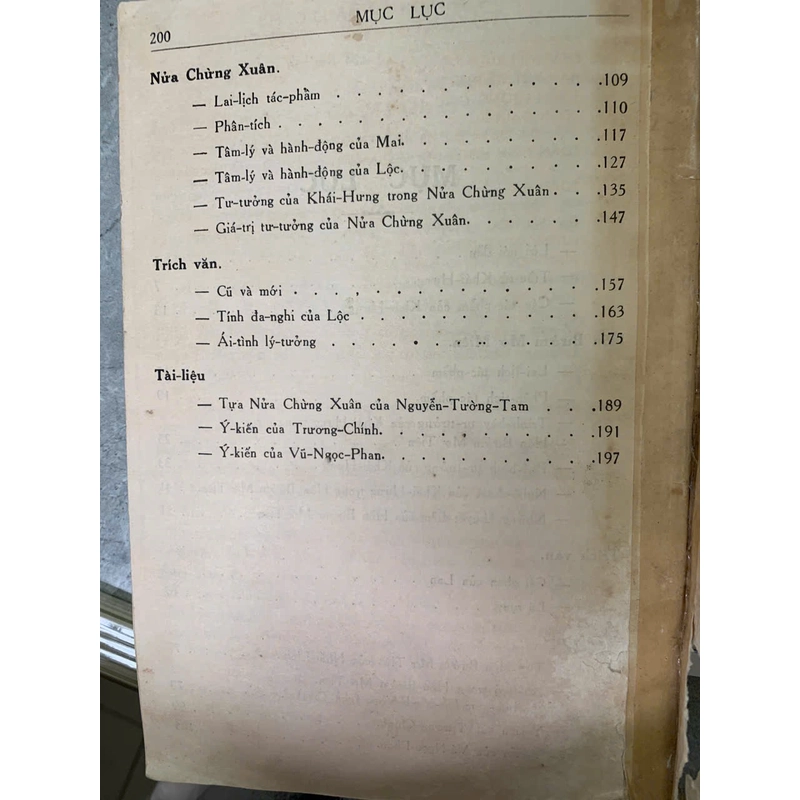 200
MỤC LỤC
Nửa Chừng Xuân.
— Lai-lịch tác-phầm . . . . . . . . . . . . .109
— Phân-tích . . . . . . . . . . . . . . .110
— Tâm-lý và hành-động của Mai. . . . . . . . . .117
— Tâm-lý và hành-động của Lộc. . . . . . . . . .127
— Tư-tưởng của Khái-Hưng trong Nửa Chừng Xuân . . .135
— Giá-trị tư-tưởng của Nửa Chừng Xuân. . . . . . .147
Trích văn.
— Cũ và mới . . . , . . . . . . . . . . .157
— Tính đa-nghi của Lộc . . . . . . . . . . . .163
— Ái-tình lý-tưởng . . . . . . . . . . .175
Tài-liệu
— Tựa Nửa Chừng Xuân của Nguyễn-Tường-Tam . . .189
— Ý-kiến của Trương-Chính. . . . . . . . . . .191
— Ý-kiến của Vũ-Ngọc-Phan. . . . . . . . . . .197